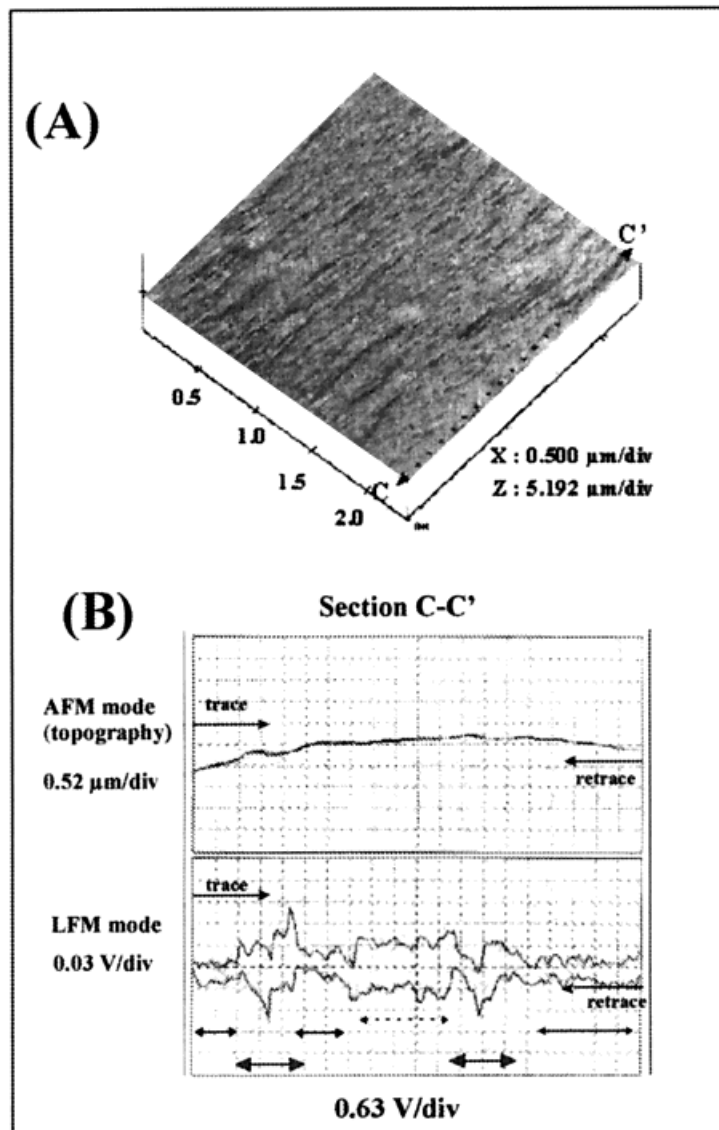 (A)
C'
0.5
1.0
1.5
2.0
C
X : 0.500 µm/div
Z : 5.192 µm/div
(B)
Section C-C'
AFM mode
(topography)
0.52 µm/div
trace
retrace
LFM mode
0.03 V/div
trace
retrace
0.63 V/div